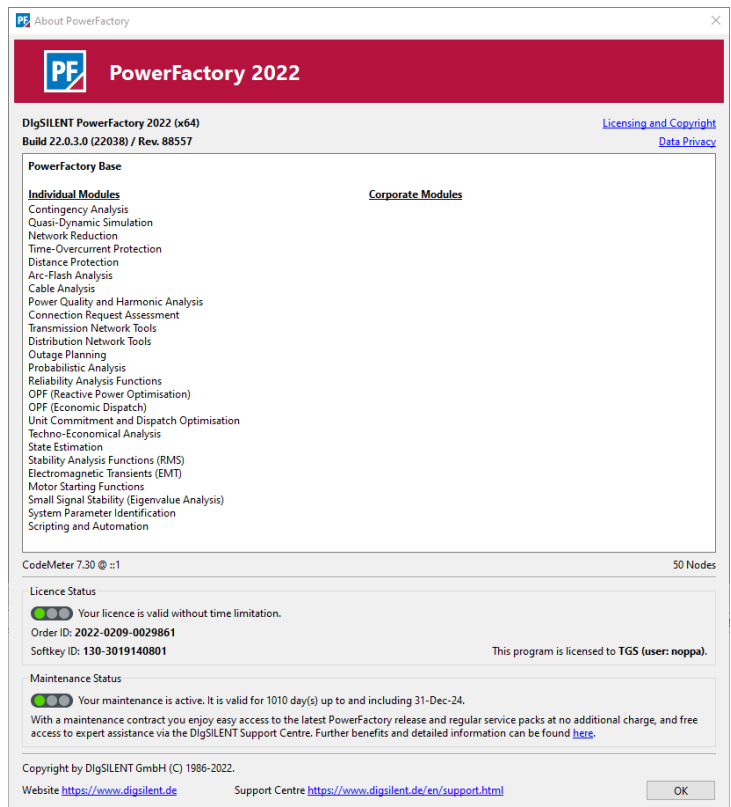 PF About PowerFactory
PF PowerFactory 2022
DIgSILENT PowerFactory 2022 (x64) Licensing and Copyright
Build 22.0.3.0 (22038) / Rev. 88557 Data Privacy
PowerFactory Base
Individual Modules Corporate Modules
Contingency Analysis
Quasi-Dynamic Simulation
Network Reduction
Time-Overcurrent Protection
Distance Protection
Arc-Flash Analysis
Cable Analysis
Power Quality and Harmonic Analysis
Connection Request Assessment
Transmission Network Tools
Distribution Network Tools
Outage Planning
Probabilistic Analysis
Reliability Analysis Functions
OPF (Reactive Power Optimisation)
OPF (Economic Dispatch)
Unit Commitment and Dispatch Optimisation
Techno-Economical Analysis
State Estimation
Stability Analysis Functions (RMS)
Electromagnetic Transients (EMT)
Motor Starting Functions
Small Signal Stability (Eigenvalue Analysis)
System Parameter Identification
Scripting and Automation
CodeMeter 7.30 @ ::1 50 Nodes
Licence Status
Your licence is valid without time limitation.
Order ID: 2022-0209-0029861
Softkey ID: 130-3019140801 This program is licensed to TGS (user: noppa).
Maintenance Status
Your maintenance is active. It is valid for 1010 day(s) up to and including 31-Dec-24.
With a maintenance contract you enjoy easy access to the latest PowerFactory release and regular service packs at no additional charge, and free
access to expert assistance via the DIgSILENT Support Centre. Further benefits and detailed information can be found here.
Copyright by DIgSILENT GmbH (C) 1986-2022.
Website https://www.digsilent.de Support Centre https://www.digsilent.de/en/support.html OK